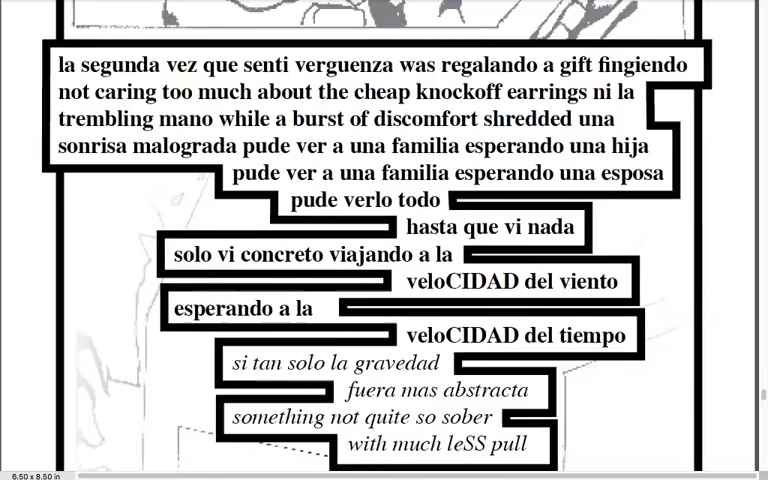 la segunda vez que senti verguenza was regalando a gift fingiendo
not caring too much about the cheap knockoff earrings ni la
trembling mano while a burst of discomfort shredded una
sonrisa malograda pude ver a una familia esperando una hija
pude ver a una familia esperando una esposa
pude verlo todo
hasta que vi nada
solo vi concreto viajando a la
veloCIDAD del viento
esperando a la
veloCIDAD del tiempo
si tan solo la gravedad
fuera mas abstracta
something not quite so sober
with much leSS pull
6.50 x 8.50 in